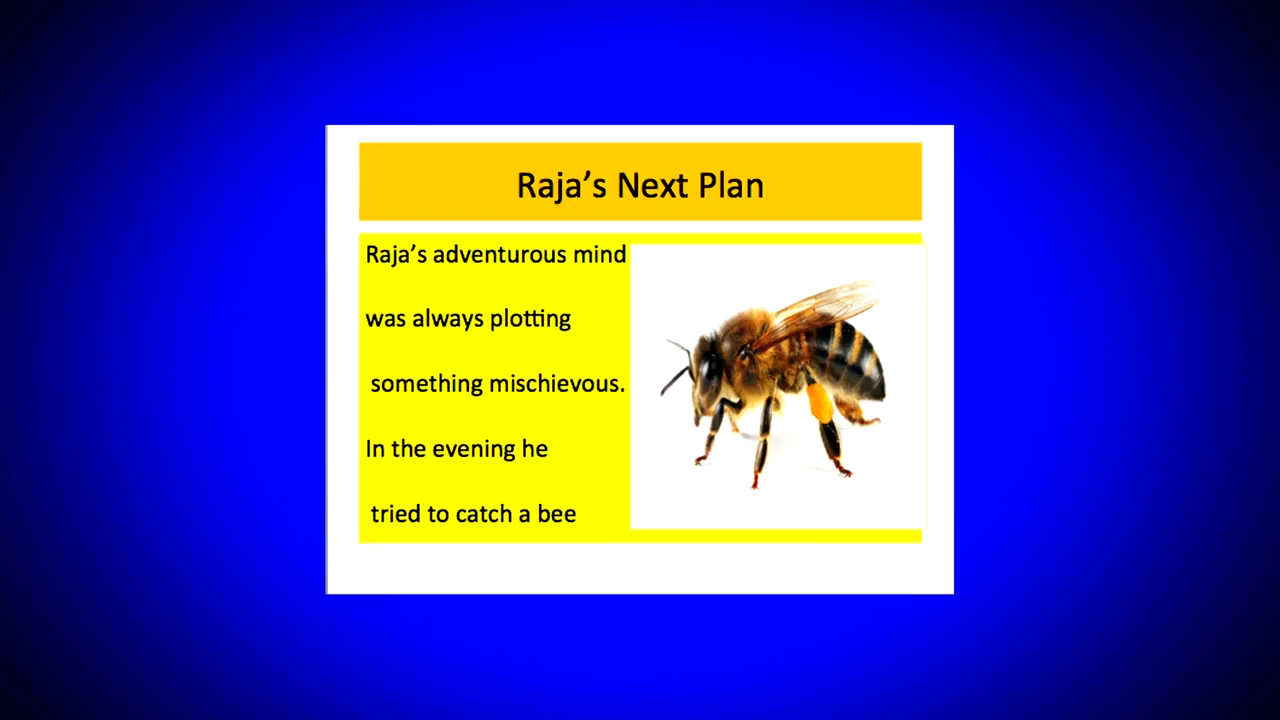 Raja’s Next Plan
Raja’s adventurous mind
was always plotting
something mischievous.
In the evening he
tried to catch a bee